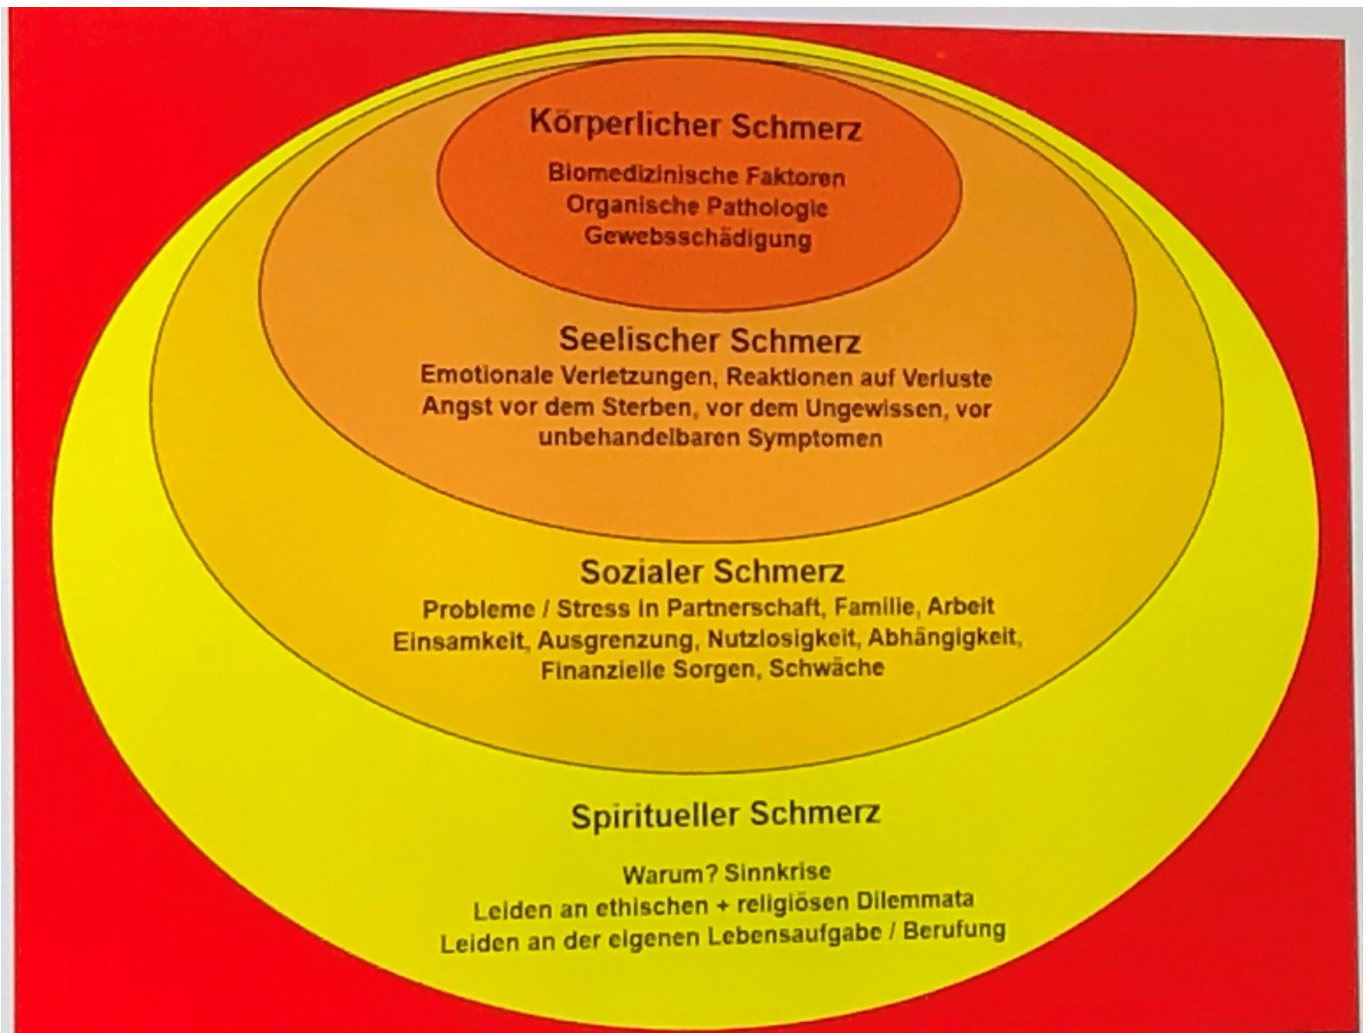 Körperlicher Schmerz
Biomedizinische Faktoren
Organische Pathologie
Gewebsschädigung
Seelischer Schmerz
Emotionale Verletzungen, Reaktionen auf Verluste
Angst vor dem Sterben, vor dem Ungewissen, vor
unbehandelbaren Symptomen
Sozialer Schmerz
Probleme / Stress in Partnerschaft, Familie, Arbeit
Einsamkeit, Ausgrenzung, Nutzlosigkeit, Abhängigkeit,
Finanzielle Sorgen, Schwäche
Spiritueller Schmerz
Warum? Sinnkrise
Leiden an ethischen + religiösen Dilemmata
Leiden an der eigenen Lebensaufgabe / Berufung